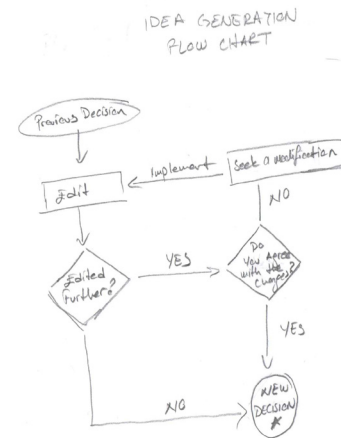 IDEA GENERATION
FLOW CHART
Previous Decision
Implement
Seek a modification
Edit
NO
Do
you agree
with the
changes?
YES
Edited
Further?
YES
NO
NEW
DECISION
*